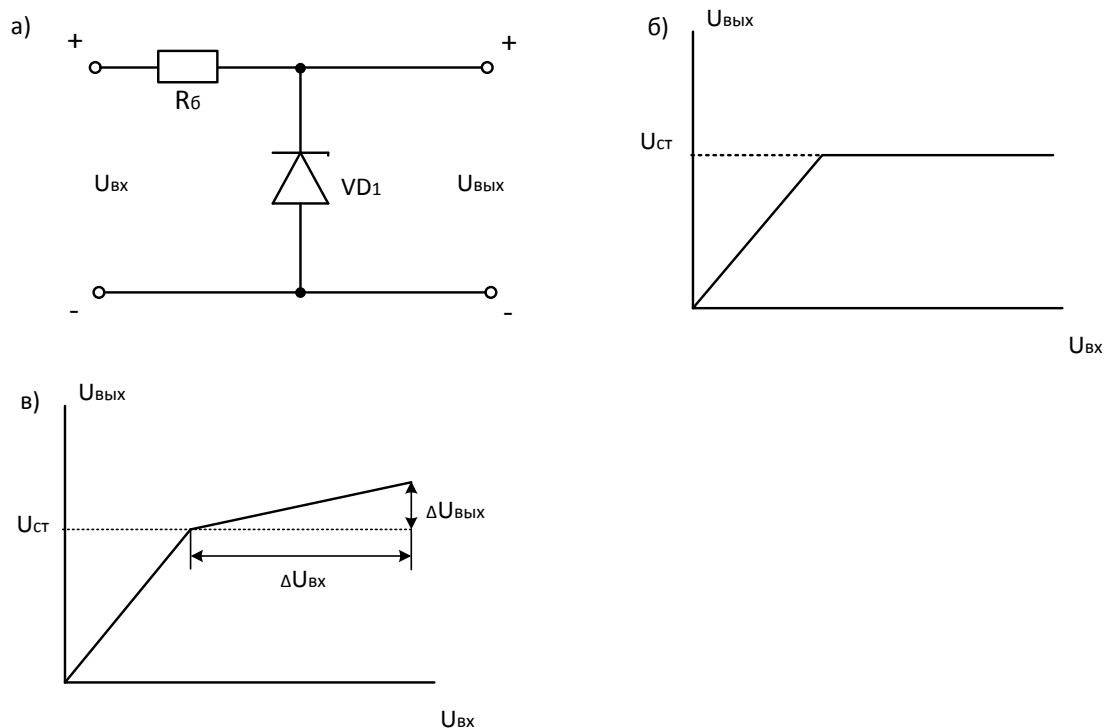 а)
+
+
Rб
Uвх
VD1
Uвых
-
-
б)
Uвых
Uст
Uвх
в)
Uвых
Uст
ΔUвых
ΔUвх
Uвх